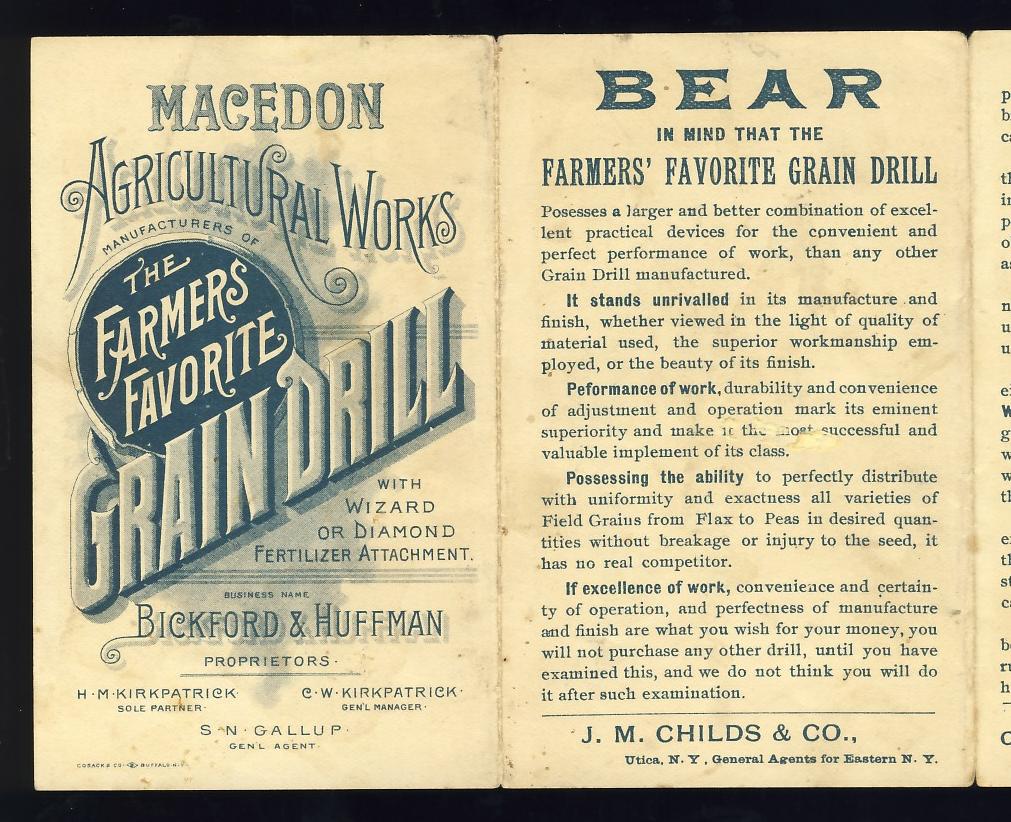 MACEDON
AGRICULTURAL WORKS
MANUFACTURERS OF
THE
FARMERS
FAVORITE
GRAIN DRILL
WITH
WIZARD
OR DIAMOND
FERTILIZER ATTACHMENT.
BUSINESS NAME
BICKFORD & HUFFMAN
PROPRIETORS.
H.M.KIRKPATRICK. C.W.KIRKPATRICK.
SOLE PARTNER. GEN'L MANAGER.
S.N.GALLUP.
GEN'L AGENT.
COSACK & CO. BUFFALO. N.Y.
BEAR
IN MIND THAT THE
FARMERS' FAVORITE GRAIN DRILL
Posesses a larger and better combination of excel-
lent practical devices for the convenient and
perfect performance of work, than any other
Grain Drill manufactured.
It stands unrivalled in its manufacture and
finish, whether viewed in the light of quality of
material used, the superior workmanship em-
ployed, or the beauty of its finish.
Peformance of work, durability and convenience
of adjustment and operation mark its eminent
superiority and make it the most successful and
valuable implement of its class.
Possessing the ability to perfectly distribute
with uniformity and exactness all varieties of
Field Grains from Flax to Peas in desired quan-
tities without breakage or injury to the seed, it
has no real competitor.
If excellence of work, convenience and certain-
ty of operation, and perfectness of manufacture
and finish are what you wish for your money, you
will not purchase any other drill, until you have
examined this, and we do not think you will do
it after such examination.
J. M. CHILDS & CO.,
Utica, N. Y., General Agents for Eastern N. Y.